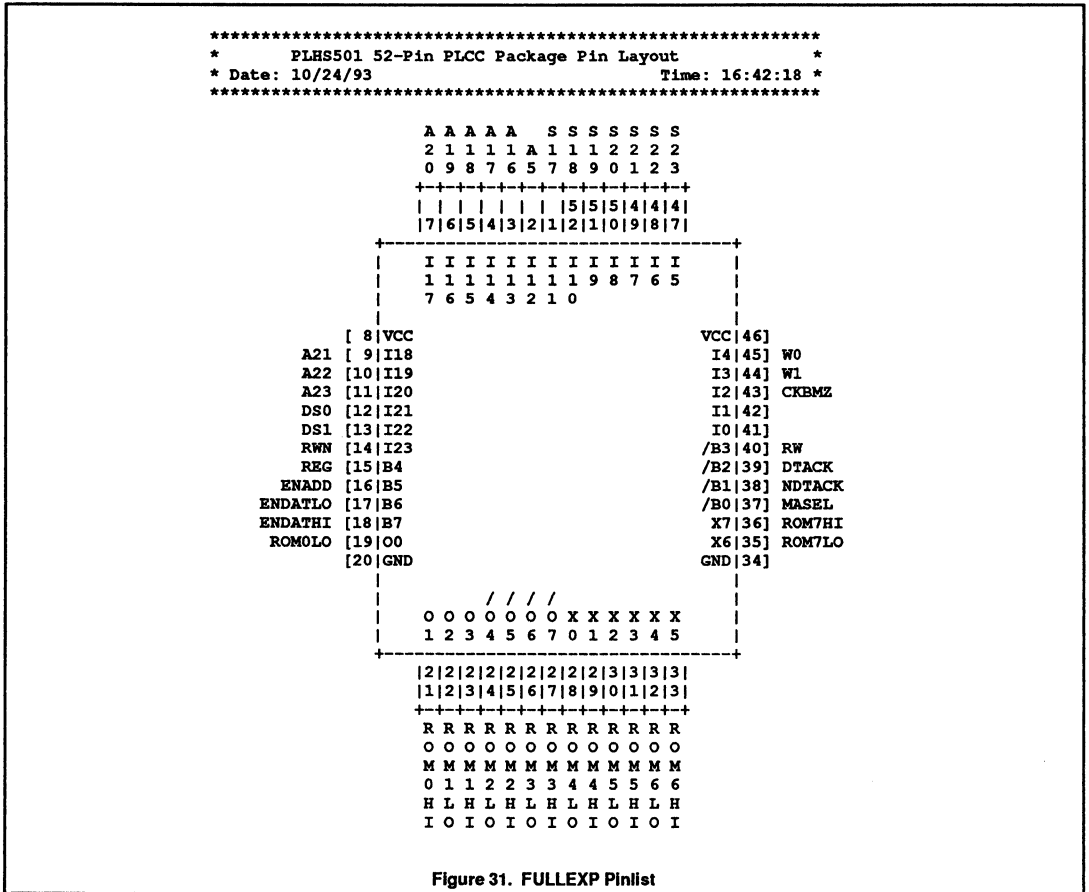 ************************************************************
*        PLHS501 52-Pin PLCC Package Pin Layout            *
* Date: 10/24/93                           Time: 16:42:18 *
************************************************************
A A A A A   S S S S S S S
2 1 1 1 1 A 1 1 1 2 2 2 2
0 9 8 7 6 5 7 8 9 0 1 2 3
+-+-+-+-+-+-+-+-+-+-+-+-+-+
| | | | | | | |5|5|5|4|4|4|
|7|6|5|4|3|2|1|2|1|0|9|8|7|
+-----------------------------------+
| I I I I I I I I I I I I I |
| 1 1 1 1 1 1 1 1 9 8 7 6 5 |
| 7 6 5 4 3 2 1 0 |
|
[ 8|VCC VCC|46]
A21 [ 9|I18 I4|45] W0
A22 [10|I19 I3|44] W1
A23 [11|I20 I2|43] CKBMZ
DS0 [12|I21 I1|42]
DS1 [13|I22 I0|41]
RWN [14|I23 /B3|40] RW
REG [15|B4 /B2|39] DTACK
ENADD [16|B5 /B1|38] NDTACK
ENDATLO [17|B6 /B0|37] MASEL
ENDATHI [18|B7 X7|36] ROM7HI
ROM0LO [19|O0 X6|35] ROM7LO
[20|GND GND|34]
| |
| / / / / |
| O O O O O O O X X X X X X |
| 1 2 3 4 5 6 7 0 1 2 3 4 5 |
+-----------------------------------+
|2|2|2|2|2|2|2|2|2|3|3|3|3|
|1|2|3|4|5|6|7|8|9|0|1|2|3|
+-+-+-+-+-+-+-+-+-+-+-+-+-+
R R R R R R R R R R R R R
O O O O O O O O O O O O O
M M M M M M M M M M M M M
0 1 1 2 2 3 3 4 4 5 5 6 6
H L H L H L H L H L H L H
I O I O I O I O I O I O I
Figure 31. FULLEXP Pinlist